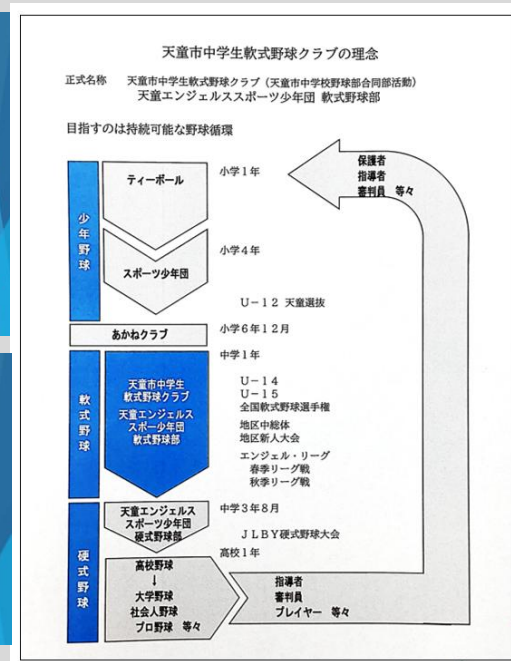 天童市中学生軟式野球クラブの理念
正式名称 天童市中学生軟式野球クラブ（天童市中学校野球部合同部活動）
天童エンジェルススポーツ少年団 軟式野球部
目指すのは持続可能な野球循環
少年野球
ティーボール
小学1年
保護者
指導者
審判員 等々
スポーツ少年団
小学4年
U－12 天童選抜
あかねクラブ
小学6年12月
軟式野球
天童市中学生
軟式野球クラブ
天童エンジェルス
スポーツ少年団
軟式野球部
中学1年
U－14
U－15
全国軟式野球選手権
地区中総体
地区新人大会
エンジェル・リーグ
春季リーグ戦
秋季リーグ戦
硬式野球
天童エンジェルス
スポーツ少年団
硬式野球部
中学3年8月
JLBY硬式野球大会
高校野球
↓
大学野球
社会人野球
プロ野球 等々
高校1年
指導者
審判員
プレイヤー 等々